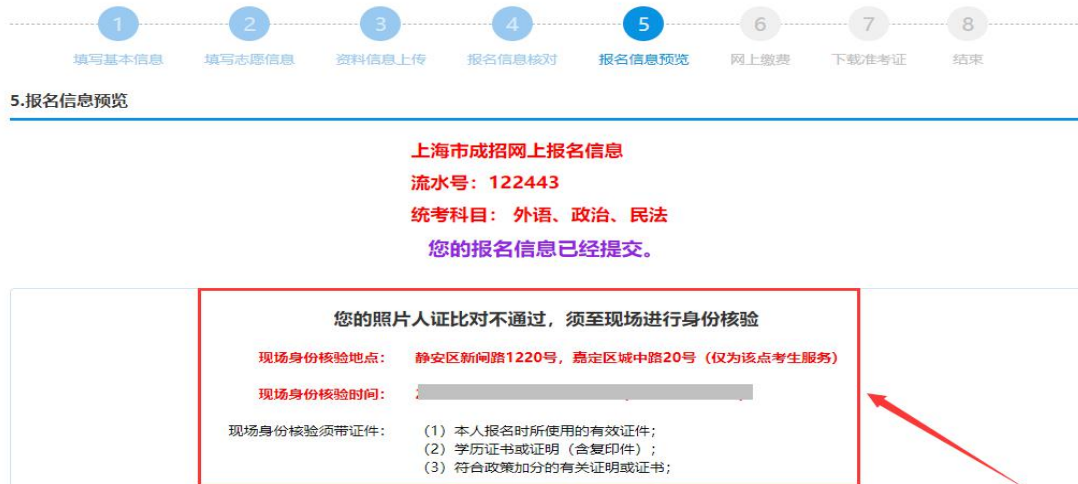 1 2 3 4 5 6 7 8
填写基本信息 填写志愿信息 资料信息上传 报名信息核对 报名信息预览 网上缴费 下载准考证 结束
5.报名信息预览
上海市成招网上报名信息
流水号：122443
统考科目： 外语、政治、民法
您的报名信息已经提交。
您的照片人证比对不通过，须至现场进行身份核验
现场身份核验地点： 静安区新闸路1220号，嘉定区城中路20号（仅为该点考生服务）
现场身份核验时间：
现场身份核验须带证件： （1）本人报名时所使用的有效证件；
（2）学历证书或证明（含复印件）；
（3）符合政策加分的有关证明或证书；